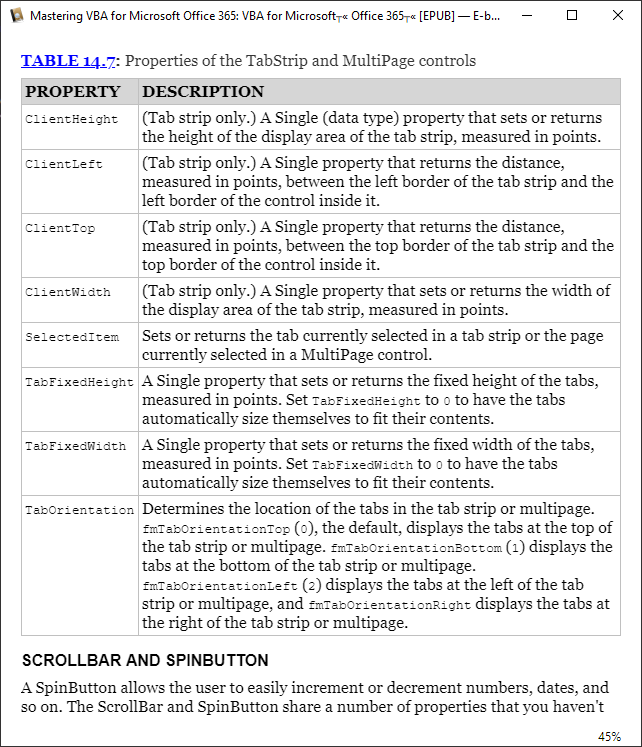 Mastering VBA for Microsoft Office 365: VBA for Microsoft┬« Office 365┬« [EPUB] — E-b...
TABLE 14.7: Properties of the TabStrip and MultiPage controls
PROPERTY DESCRIPTION
ClientHeight (Tab strip only.) A Single (data type) property that sets or returns
the height of the display area of the tab strip, measured in points.
ClientLeft (Tab strip only.) A Single property that returns the distance,
measured in points, between the left border of the tab strip and the
left border of the control inside it.
ClientTop (Tab strip only.) A Single property that returns the distance,
measured in points, between the top border of the tab strip and the
top border of the control inside it.
ClientWidth (Tab strip only.) A Single property that sets or returns the width of
the display area of the tab strip, measured in points.
SelectedItem Sets or returns the tab currently selected in a tab strip or the page
currently selected in a MultiPage control.
TabFixedHeight A Single property that sets or returns the fixed height of the tabs,
measured in points. Set TabFixedHeight to 0 to have the tabs
automatically size themselves to fit their contents.
TabFixedWidth A Single property that sets or returns the fixed width of the tabs,
measured in points. Set TabFixedWidth to 0 to have the tabs
automatically size themselves to fit their contents.
TabOrientation Determines the location of the tabs in the tab strip or multipage.
fmTabOrientationTop (0), the default, displays the tabs at the top of
the tab strip or multipage. fmTabOrientationBottom (1) displays the
tabs at the bottom of the tab strip or multipage.
fmTabOrientationLeft (2) displays the tabs at the left of the tab
strip or multipage, and fmTabOrientationRight displays the tabs at
the right of the tab strip or multipage.
SCROLLBAR AND SPINBUTTON
A SpinButton allows the user to easily increment or decrement numbers, dates, and
so on. The ScrollBar and SpinButton share a number of properties that you haven't
45%